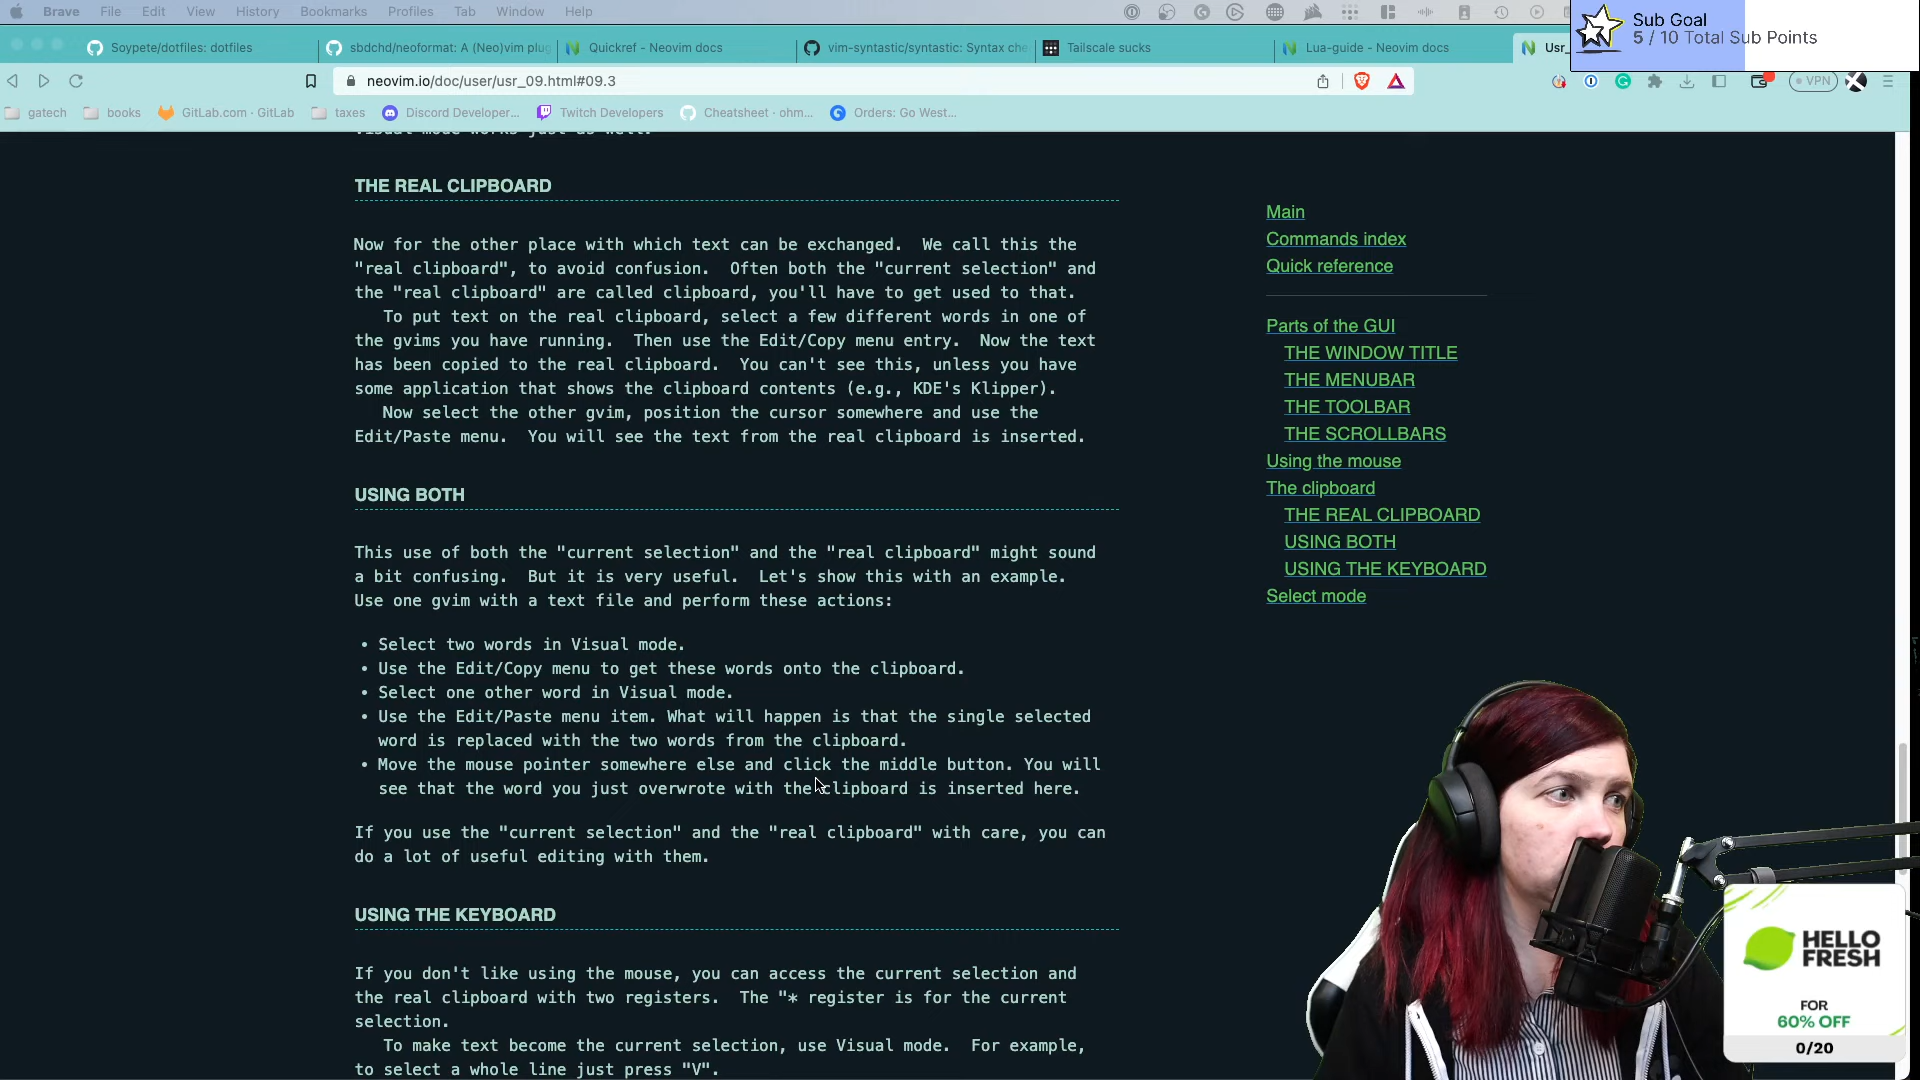 Brave File Edit View History Bookmarks Profiles Tab Window Help
Sub Goal
5 / 10 Total Sub Points
Soypete/dotfiles: dotfiles
sbdchd/neoformat: A (Neo)vim plug
Quickref - Neovim docs
vim-syntastic/syntastic: Syntax che
Tailscale sucks
Lua-guide - Neovim docs
Usr_
neovim.io/doc/user/usr_09.html#09.3
VPN
gatech books GitLab.com · GitLab taxes Discord Developer... Twitch Developers Cheatsheet · ohm... Orders: Go West...
Visual mode works just as well.
THE REAL CLIPBOARD
Now for the other place with which text can be exchanged. We call this the
"real clipboard", to avoid confusion. Often both the "current selection" and
the "real clipboard" are called clipboard, you'll have to get used to that.
To put text on the real clipboard, select a few different words in one of
the gvims you have running. Then use the Edit/Copy menu entry. Now the text
has been copied to the real clipboard. You can't see this, unless you have
some application that shows the clipboard contents (e.g., KDE's Klipper).
Now select the other gvim, position the cursor somewhere and use the
Edit/Paste menu. You will see the text from the real clipboard is inserted.
USING BOTH
This use of both the "current selection" and the "real clipboard" might sound
a bit confusing. But it is very useful. Let's show this with an example.
Use one gvim with a text file and perform these actions:
• Select two words in Visual mode.
• Use the Edit/Copy menu to get these words onto the clipboard.
• Select one other word in Visual mode.
• Use the Edit/Paste menu item. What will happen is that the single selected
word is replaced with the two words from the clipboard.
• Move the mouse pointer somewhere else and click the middle button. You will
see that the word you just overwrote with the clipboard is inserted here.
If you use the "current selection" and the "real clipboard" with care, you can
do a lot of useful editing with them.
USING THE KEYBOARD
If you don't like using the mouse, you can access the current selection and
the real clipboard with two registers. The "* register is for the current
selection.
To make text become the current selection, use Visual mode. For example,
to select a whole line just press "V".
Main
Commands index
Quick reference
Parts of the GUI
THE WINDOW TITLE
THE MENUBAR
THE TOOLBAR
THE SCROLLBARS
Using the mouse
The clipboard
THE REAL CLIPBOARD
USING BOTH
USING THE KEYBOARD
Select mode
HELLO
FRESH
FOR
60% OFF
0/20